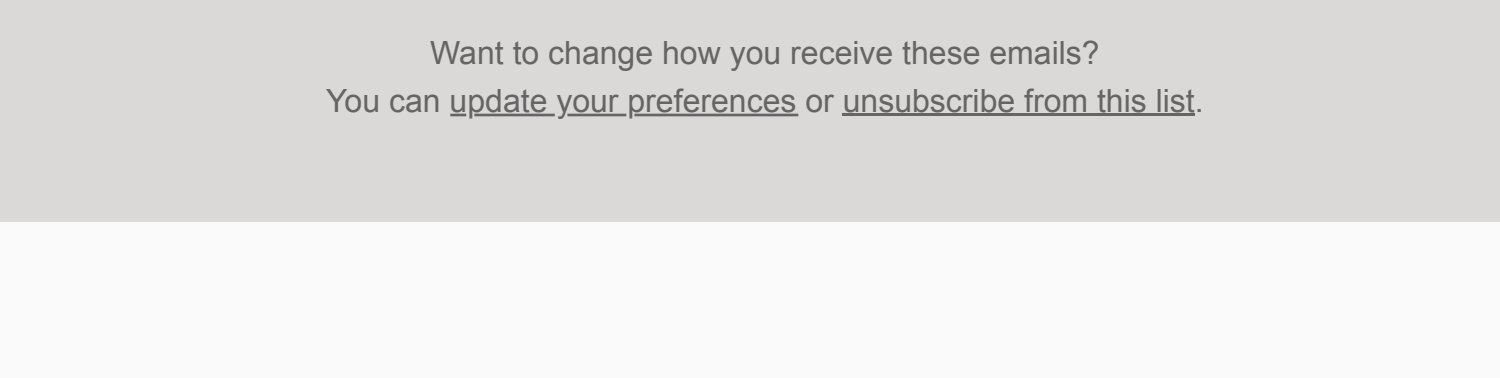 Want to change how you receive these emails?
You can update your preferences or unsubscribe from this list.